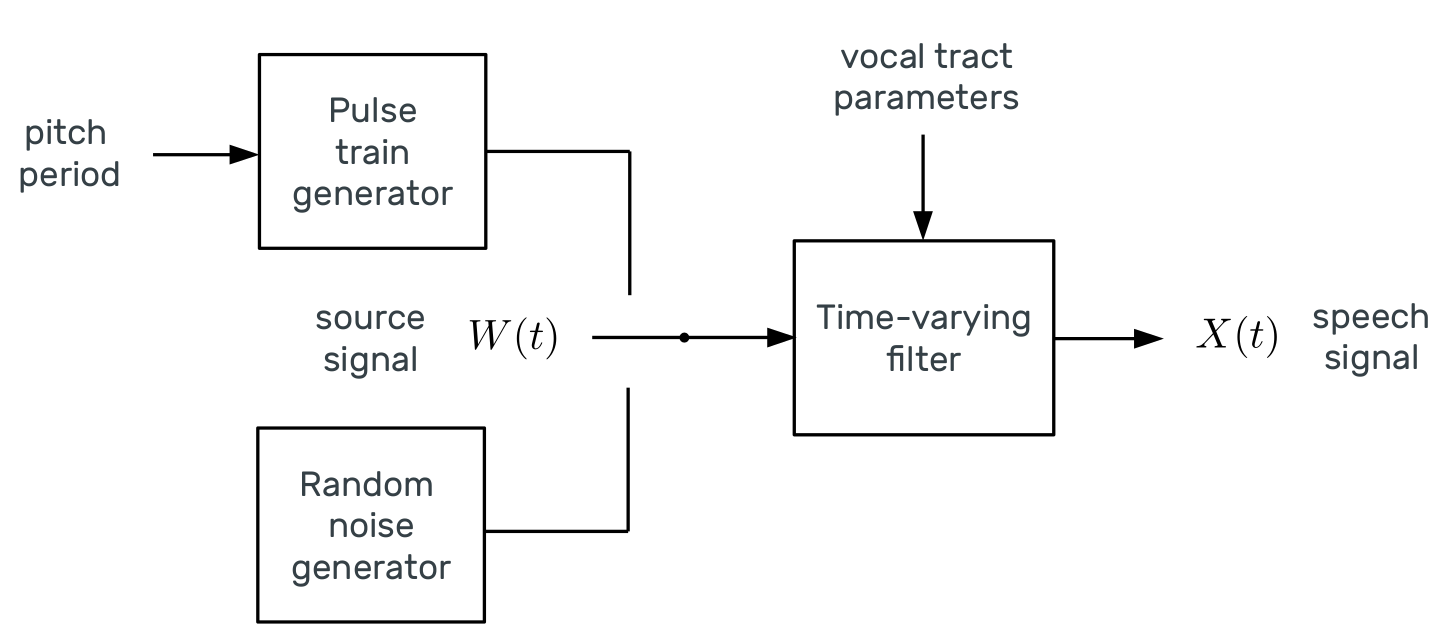 pitch
period
Pulse
train
generator
vocal tract
parameters
source
signal
W(t)
Time-varying
filter
X(t)
speech
signal
Random
noise
generator